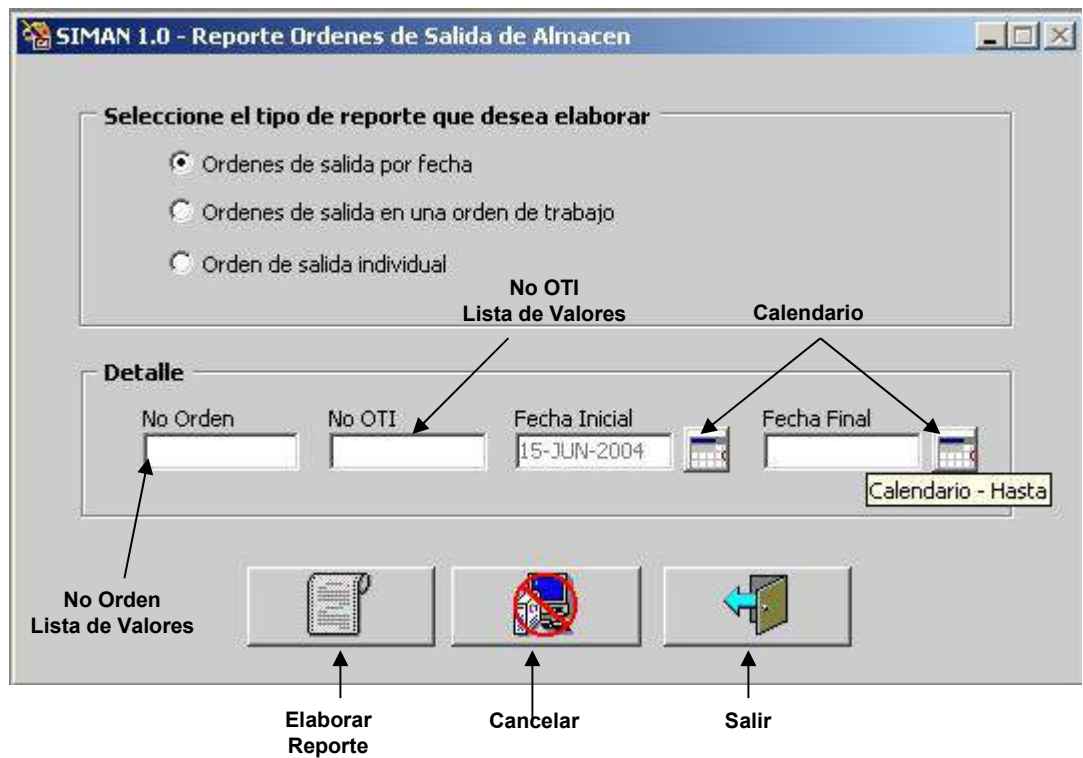 SIMAN 1.0 - Reporte Ordenes de Salida de Almacen
Seleccione el tipo de reporte que desea elaborar
Ordenes de salida por fecha
Ordenes de salida en una orden de trabajo
Orden de salida individual
No OTI
Lista de Valores
Calendario
Detalle
No Orden
No OTI
Fecha Inicial
Fecha Final
15-JUN-2004
Calendario - Hasta
No Orden
Lista de Valores
Elaborar
Reporte
Cancelar
Salir